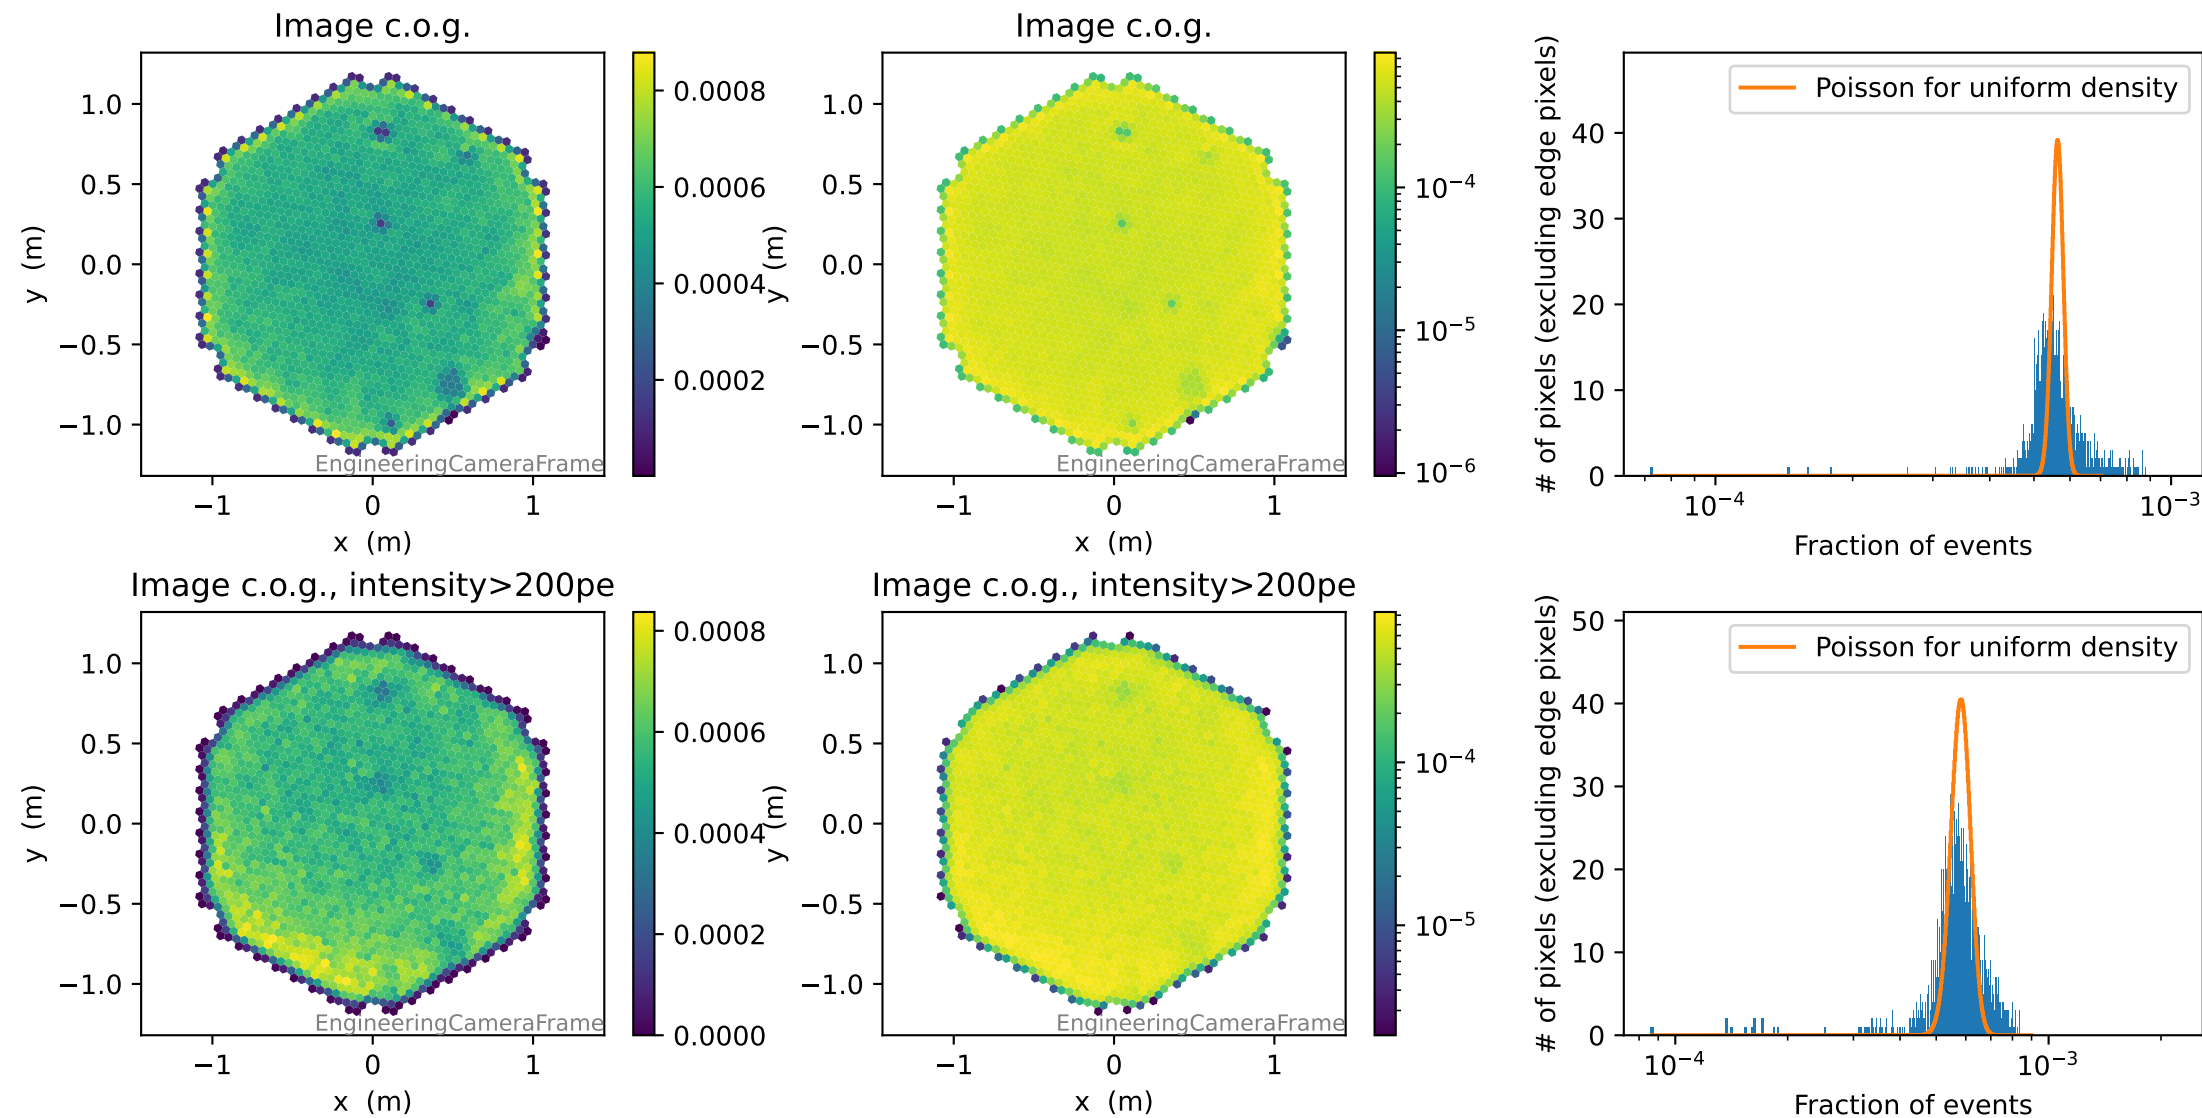 Image c.o.g.
1.0
0.5
0.0
−0.5
−1.0
y (m)
−1
0
1
x (m)
EngineeringCameraFrame
0.0008
0.0006
0.0004
0.0002
Image c.o.g.
1.0
0.5
0.0
−0.5
−1.0
y (m)
−1
0
1
x (m)
EngineeringCameraFrame
10⁻⁴
10⁻⁵
10⁻⁶
# of pixels (excluding edge pixels)
40
30
20
10
0
Poisson for uniform density
10⁻⁴
10⁻³
Fraction of events
Image c.o.g., intensity>200pe
1.0
0.5
0.0
−0.5
−1.0
y (m)
−1
0
1
x (m)
EngineeringCameraFrame
0.0008
0.0006
0.0004
0.0002
0.0000
Image c.o.g., intensity>200pe
1.0
0.5
0.0
−0.5
−1.0
y (m)
−1
0
1
x (m)
EngineeringCameraFrame
10⁻⁴
10⁻⁵
# of pixels (excluding edge pixels)
50
40
30
20
10
0
Poisson for uniform density
10⁻⁴
10⁻³
Fraction of events